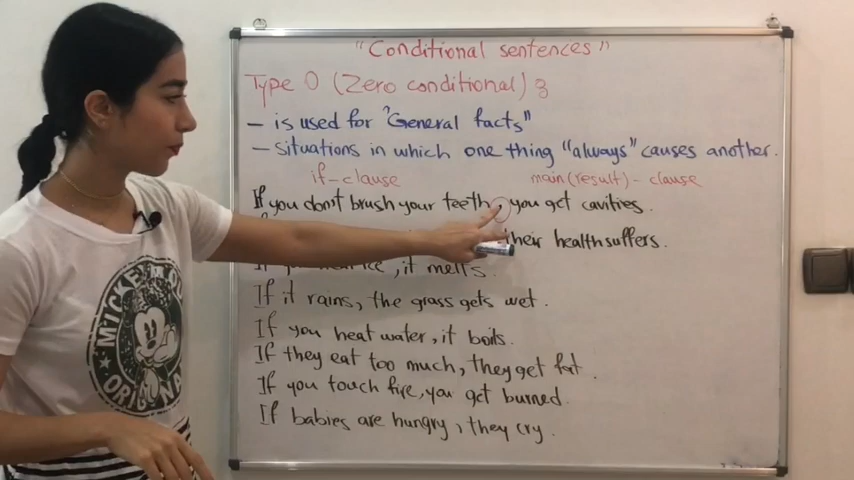 "Conditional sentences"
Type 0 (Zero conditional) :
– is used for "General facts"
– situations in which one thing "always" causes another.
if-clause main(result)-clause
If you don't brush your teeth, you get cavities.
their health suffers.
ice, it melts.
If it rains, the grass gets wet.
If you heat water, it boils.
If they eat too much, they get fat.
If you touch fire, you get burned.
If babies are hungry, they cry.
MICKEY
ORIGINAL